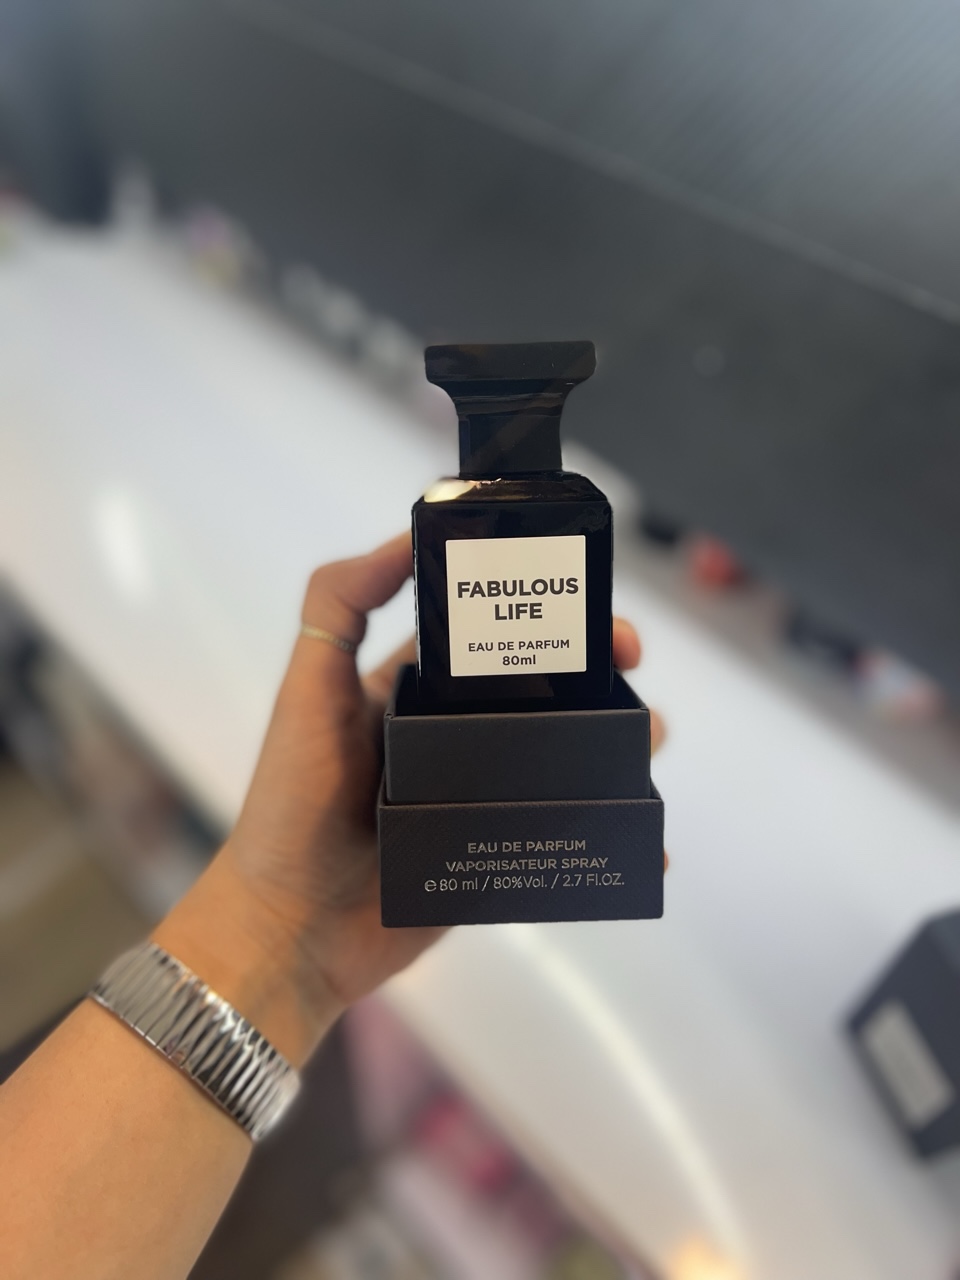 FABULOUS
LIFE
EAU DE PARFUM
80ml
EAU DE PARFUM
VAPORISATEUR SPRAY
℮80 ml / 80%Vol. / 2.7 Fl.OZ.